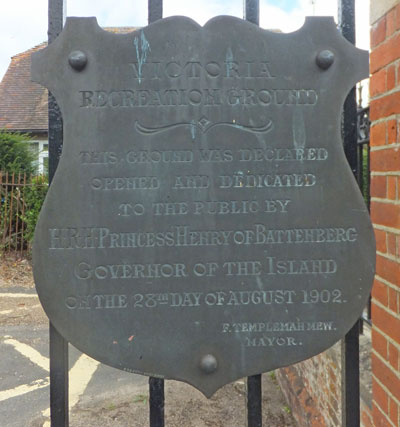 VICTORIA
RECREATION GROUND
THIS GROUND WAS DECLARED
OPENED AND DEDICATED
TO THE PUBLIC BY
H.R.H PRINCESS HENRY OF BATTENBERG
GOVERNOR OF THE ISLAND
ON THE 28TH DAY OF AUGUST 1902.
F. TEMPLEMAN MEW.
MAYOR.